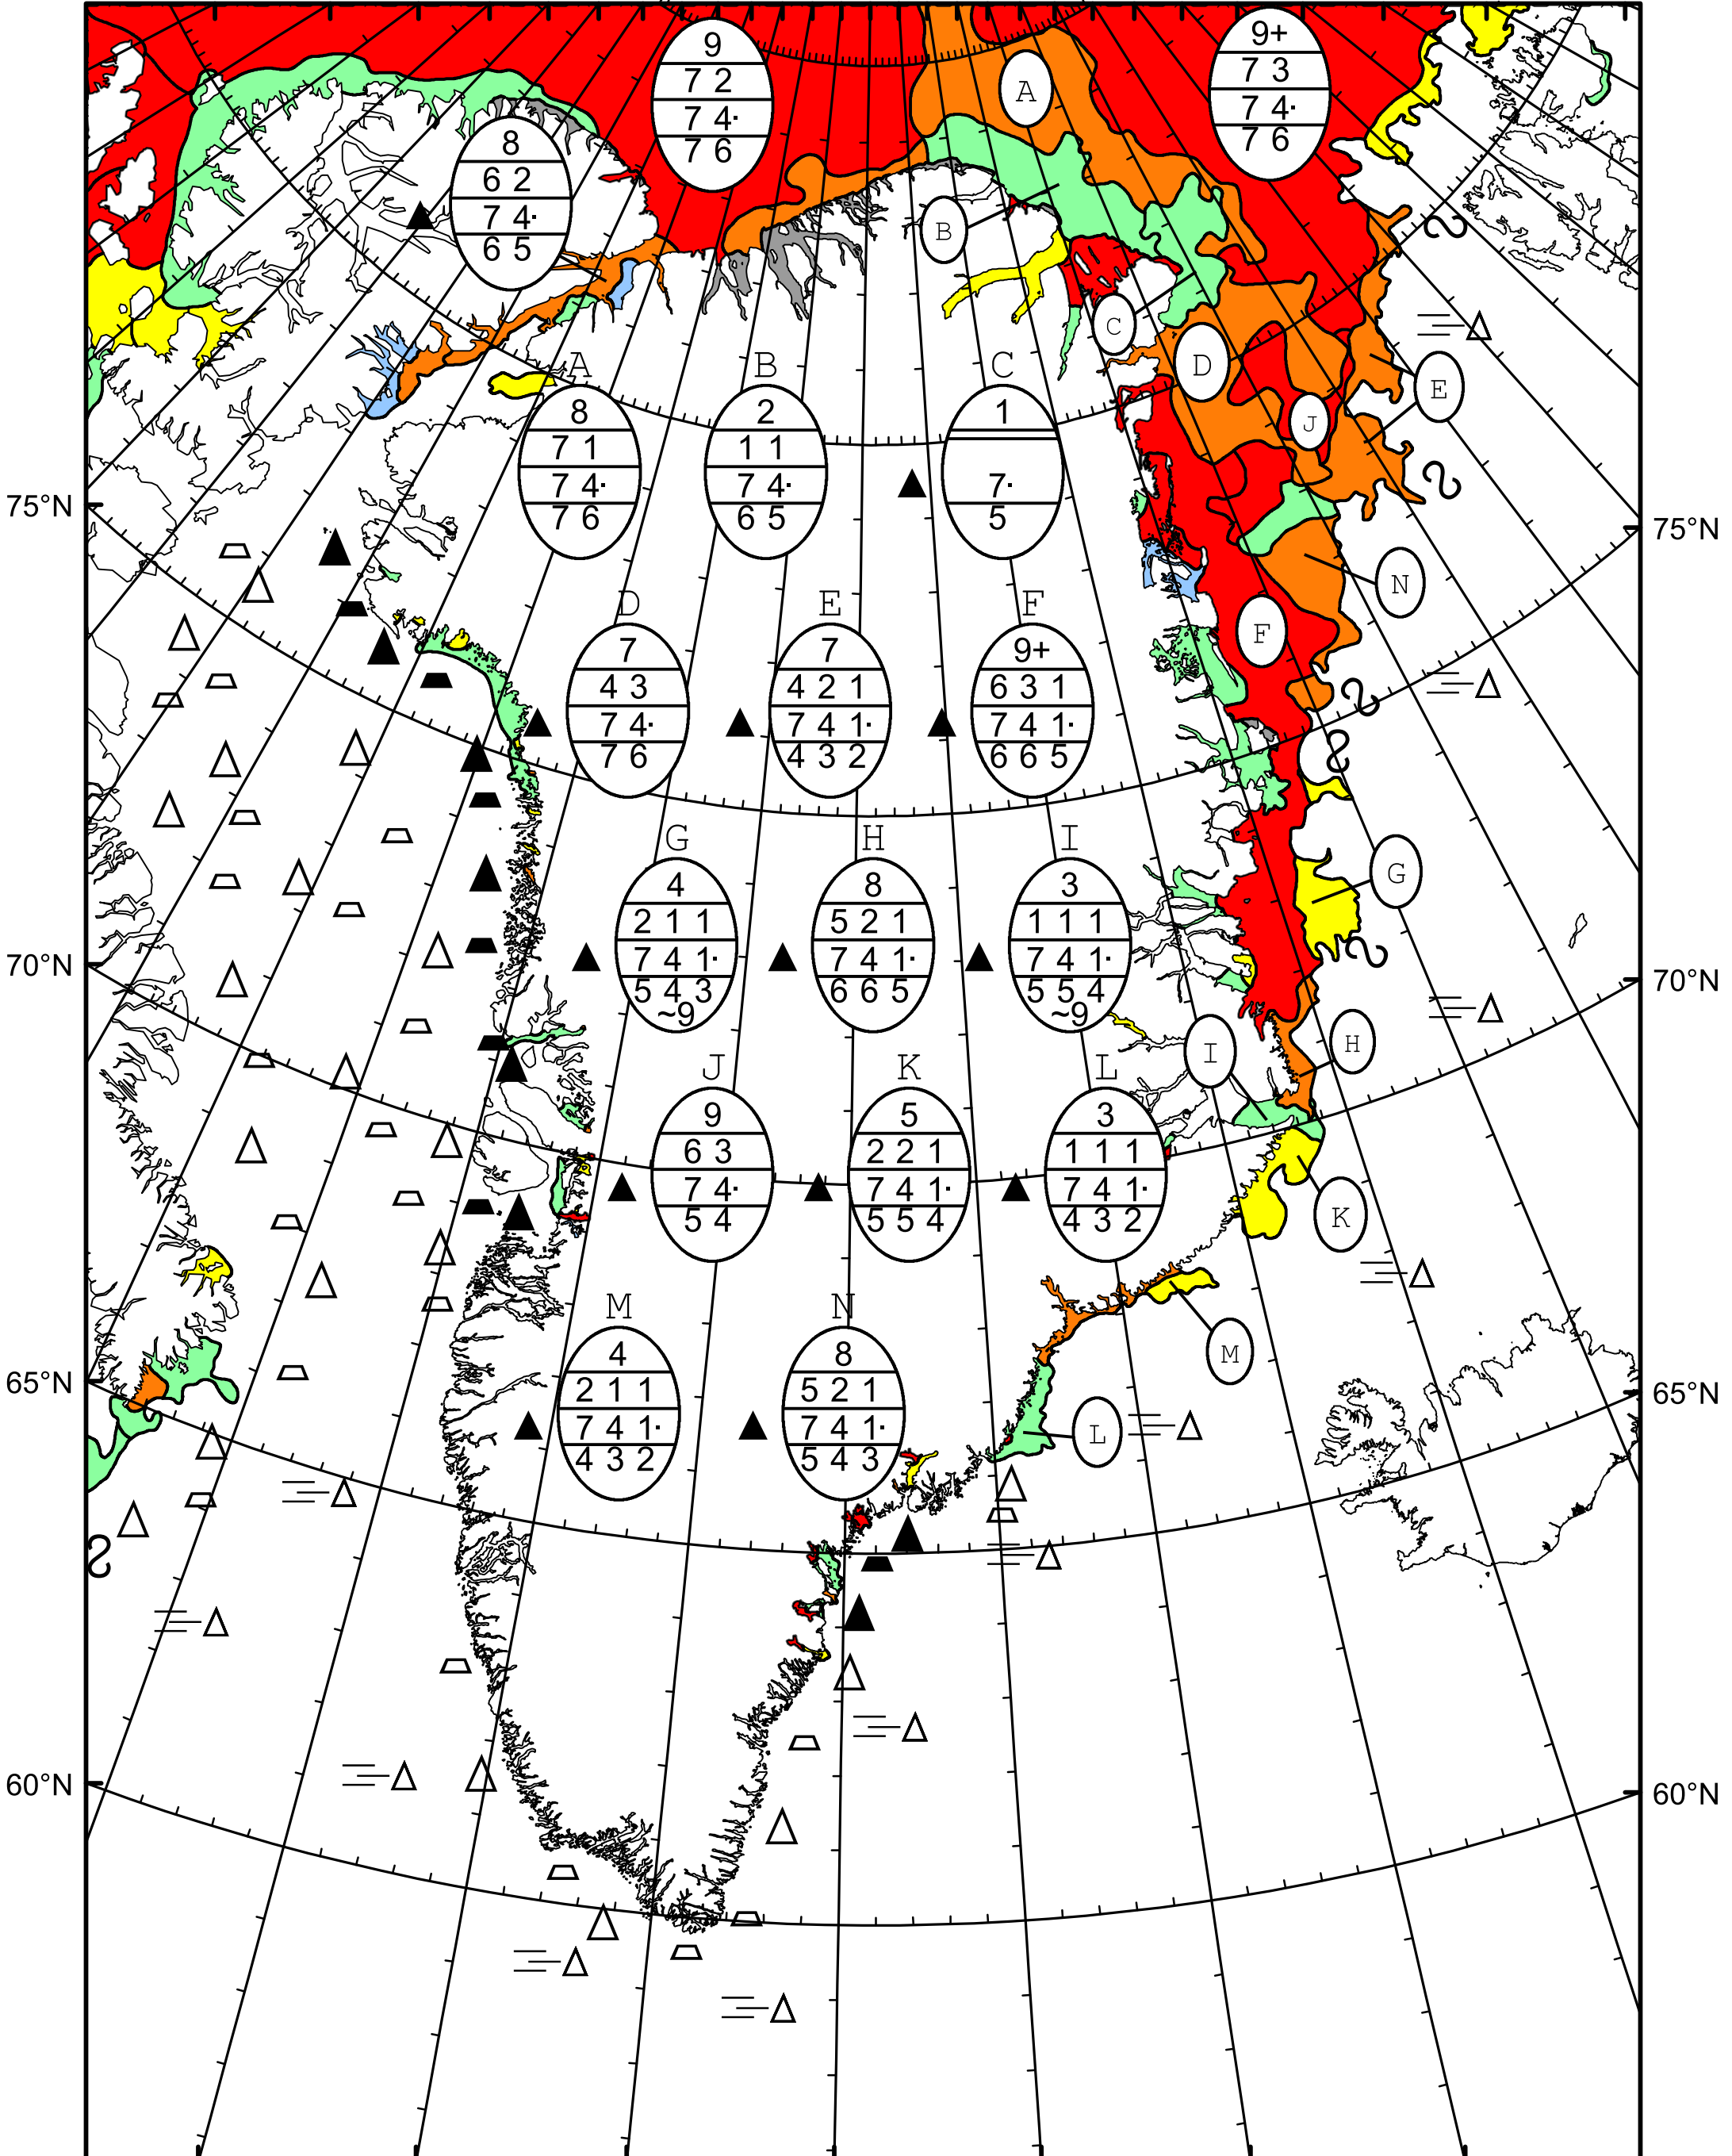 9
7 2
7 4·
7 6
9+
7 3
7 4·
7 6
8
6 2
7 4·
6 5
A
B
C
D
E
J
N
F
G
H
I
K
M
L
A
8
7 1
7 4·
7 6
B
2
1 1
7 4·
6 5
C
1
7·
5
75°N
75°N
D
7
4 3
7 4·
7 6
E
7
4 2 1
7 4 1·
4 3 2
F
9+
6 3 1
7 4 1·
6 6 5
G
4
2 1 1
7 4 1·
5 4 3
~9
H
8
5 2 1
7 4 1·
6 6 5
I
3
1 1 1
7 4 1·
5 5 4
~9
70°N
70°N
J
9
6 3
7 4·
5 4
K
5
2 2 1
7 4 1·
5 5 4
L
3
1 1 1
7 4 1·
4 3 2
M
4
2 1 1
7 4 1·
4 3 2
N
8
5 2 1
7 4 1·
5 4 3
65°N
65°N
60°N
60°N